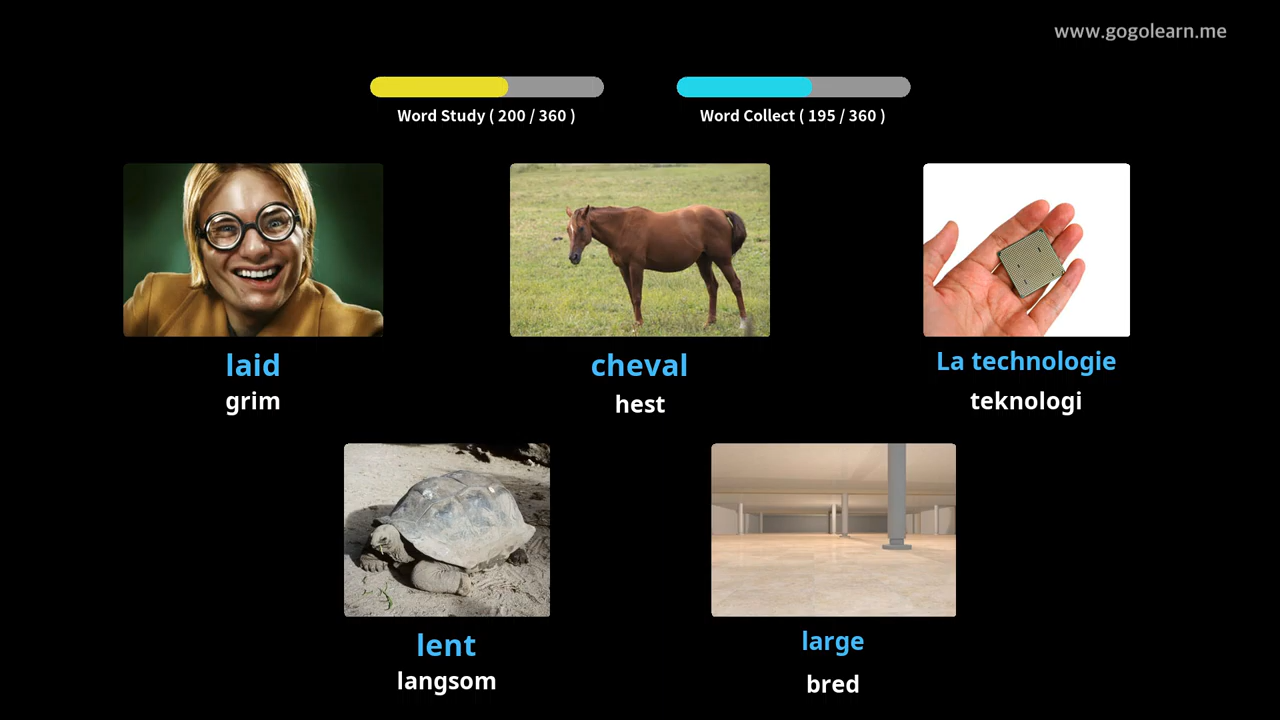 www.gogolearn.me
Word Study ( 200 / 360 )
Word Collect ( 195 / 360 )
laid
grim
cheval
hest
La technologie
teknologi
lent
langsom
large
bred